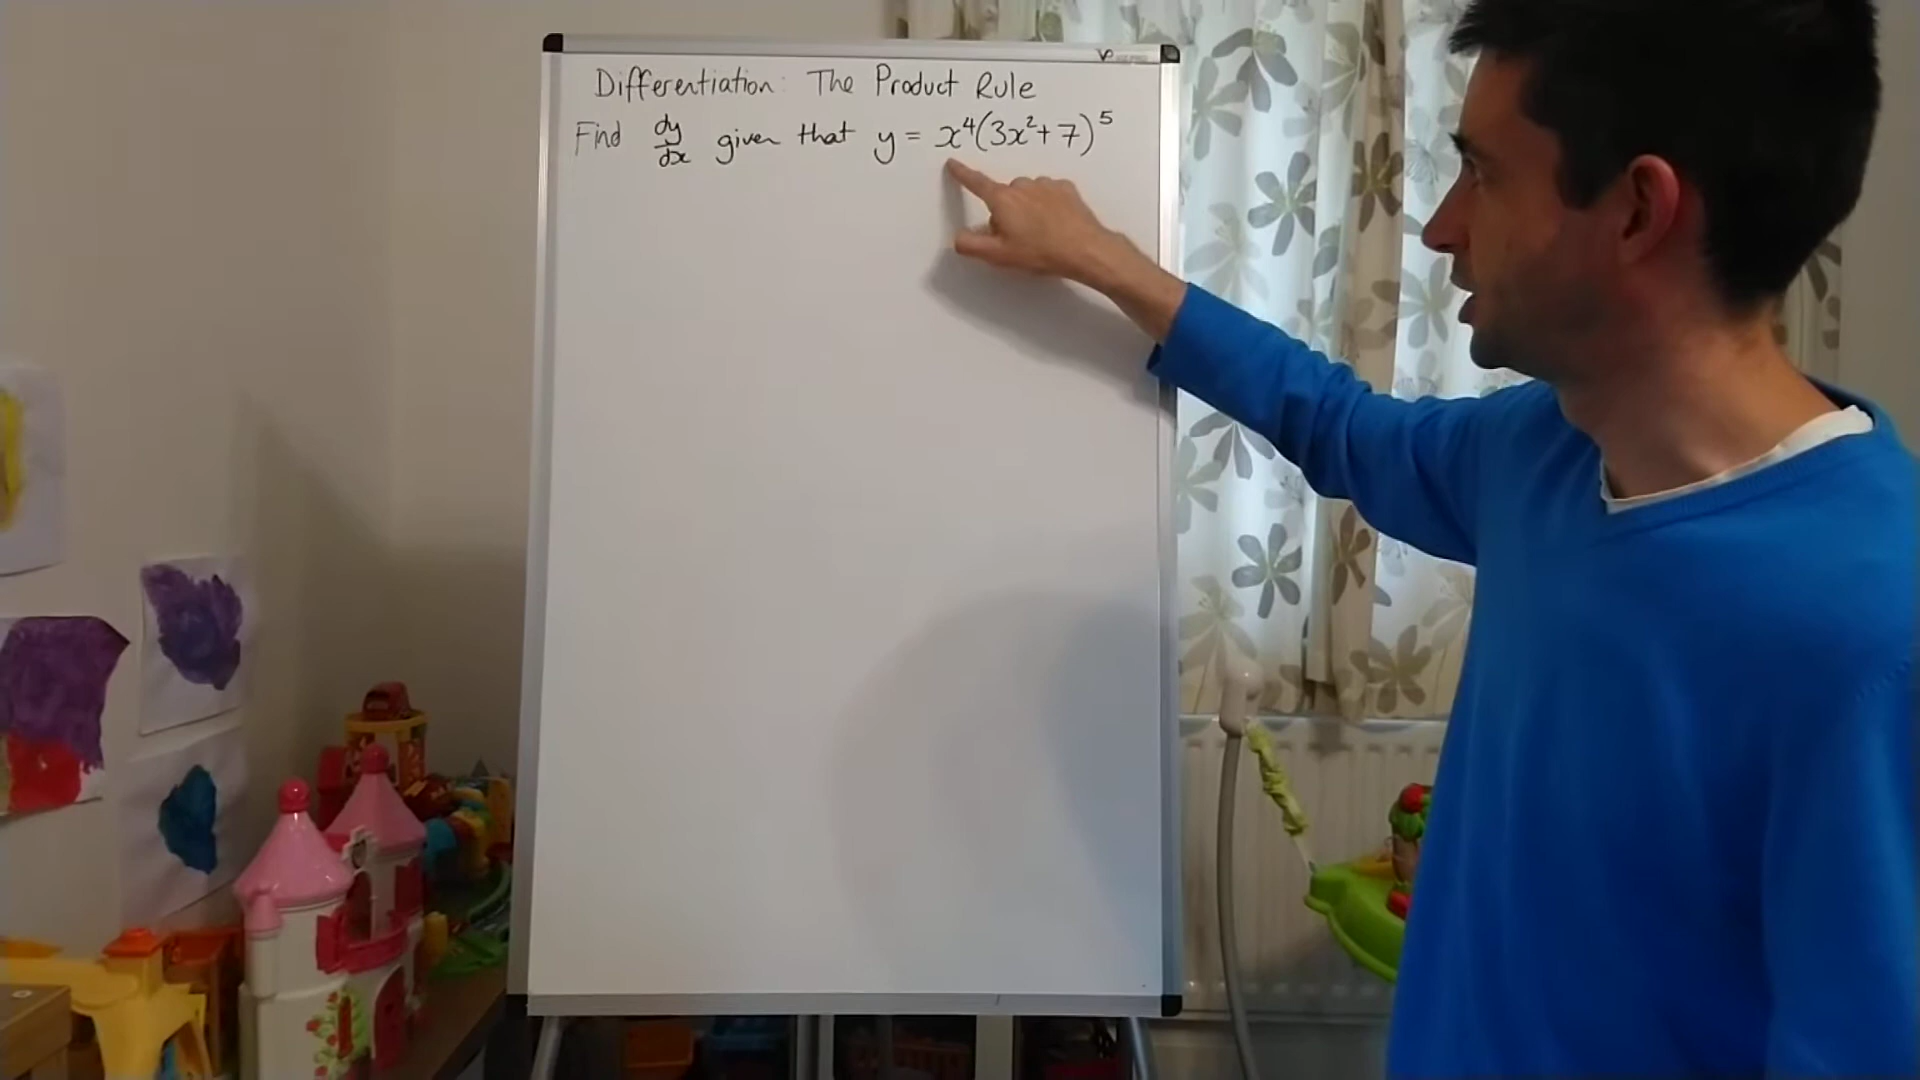 Differentiation: The Product Rule
Find dy/dx given that y = x⁴(3x²+7)⁵